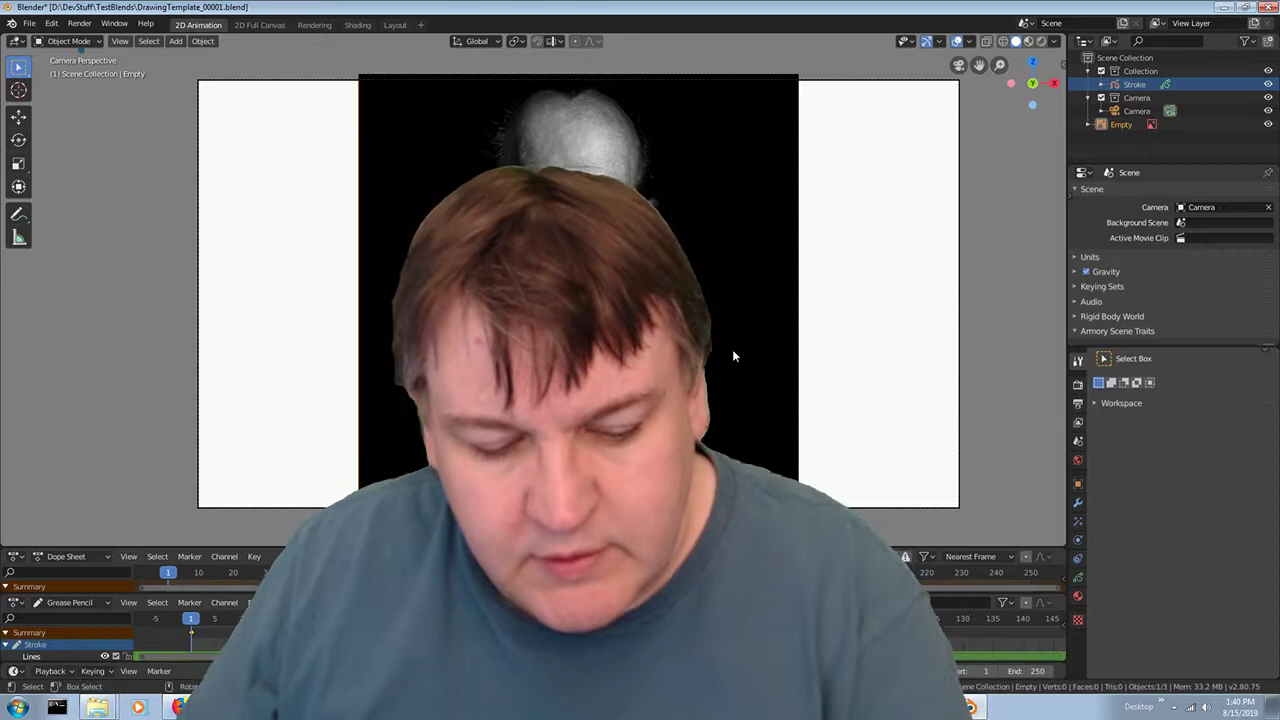 Blender* [D:\DevStuff\TestBlends\DrawingTemplate_00001.blend]
File Edit Render Window Help 2D Animation 2D Full Canvas Rendering Shading Layout + Scene View Layer
Object Mode View Select Add Object Global
Camera Perspective
(1) Scene Collection | Empty
Scene Collection
Collection
Stroke
Camera
Camera
Empty
Scene
Scene
Camera Camera
Background Scene
Active Movie Clip
Units
Gravity
Keying Sets
Audio
Rigid Body World
Armory Scene Traits
Select Box
Workspace
Dope Sheet View Select Marker Channel Key Nearest Frame
1 10 20 30 220 230 240 250
Summary
Grease Pencil View Select Marker Channel
-5 1 5 130 135 140 145
Summary
Stroke
Lines
Playback Keying View Marker Start: 1 End: 250
Select Box Select Scene Collection | Empty | Verts:0 | Faces:0 | Tris:0 | Objects:1/3 | Mem: 33.2 MB | v2.80.75
Desktop 1:40 PM
8/15/2019